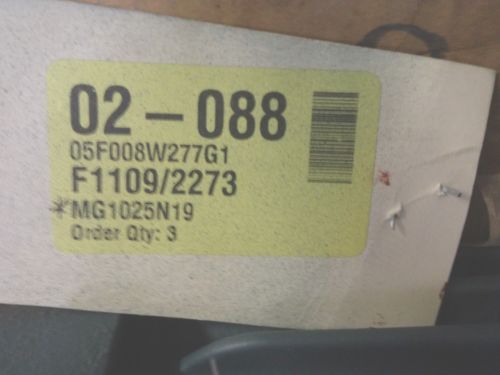 02-088
05F008W277G1
F1109/2273
*MG1025N19
Order Qty: 3